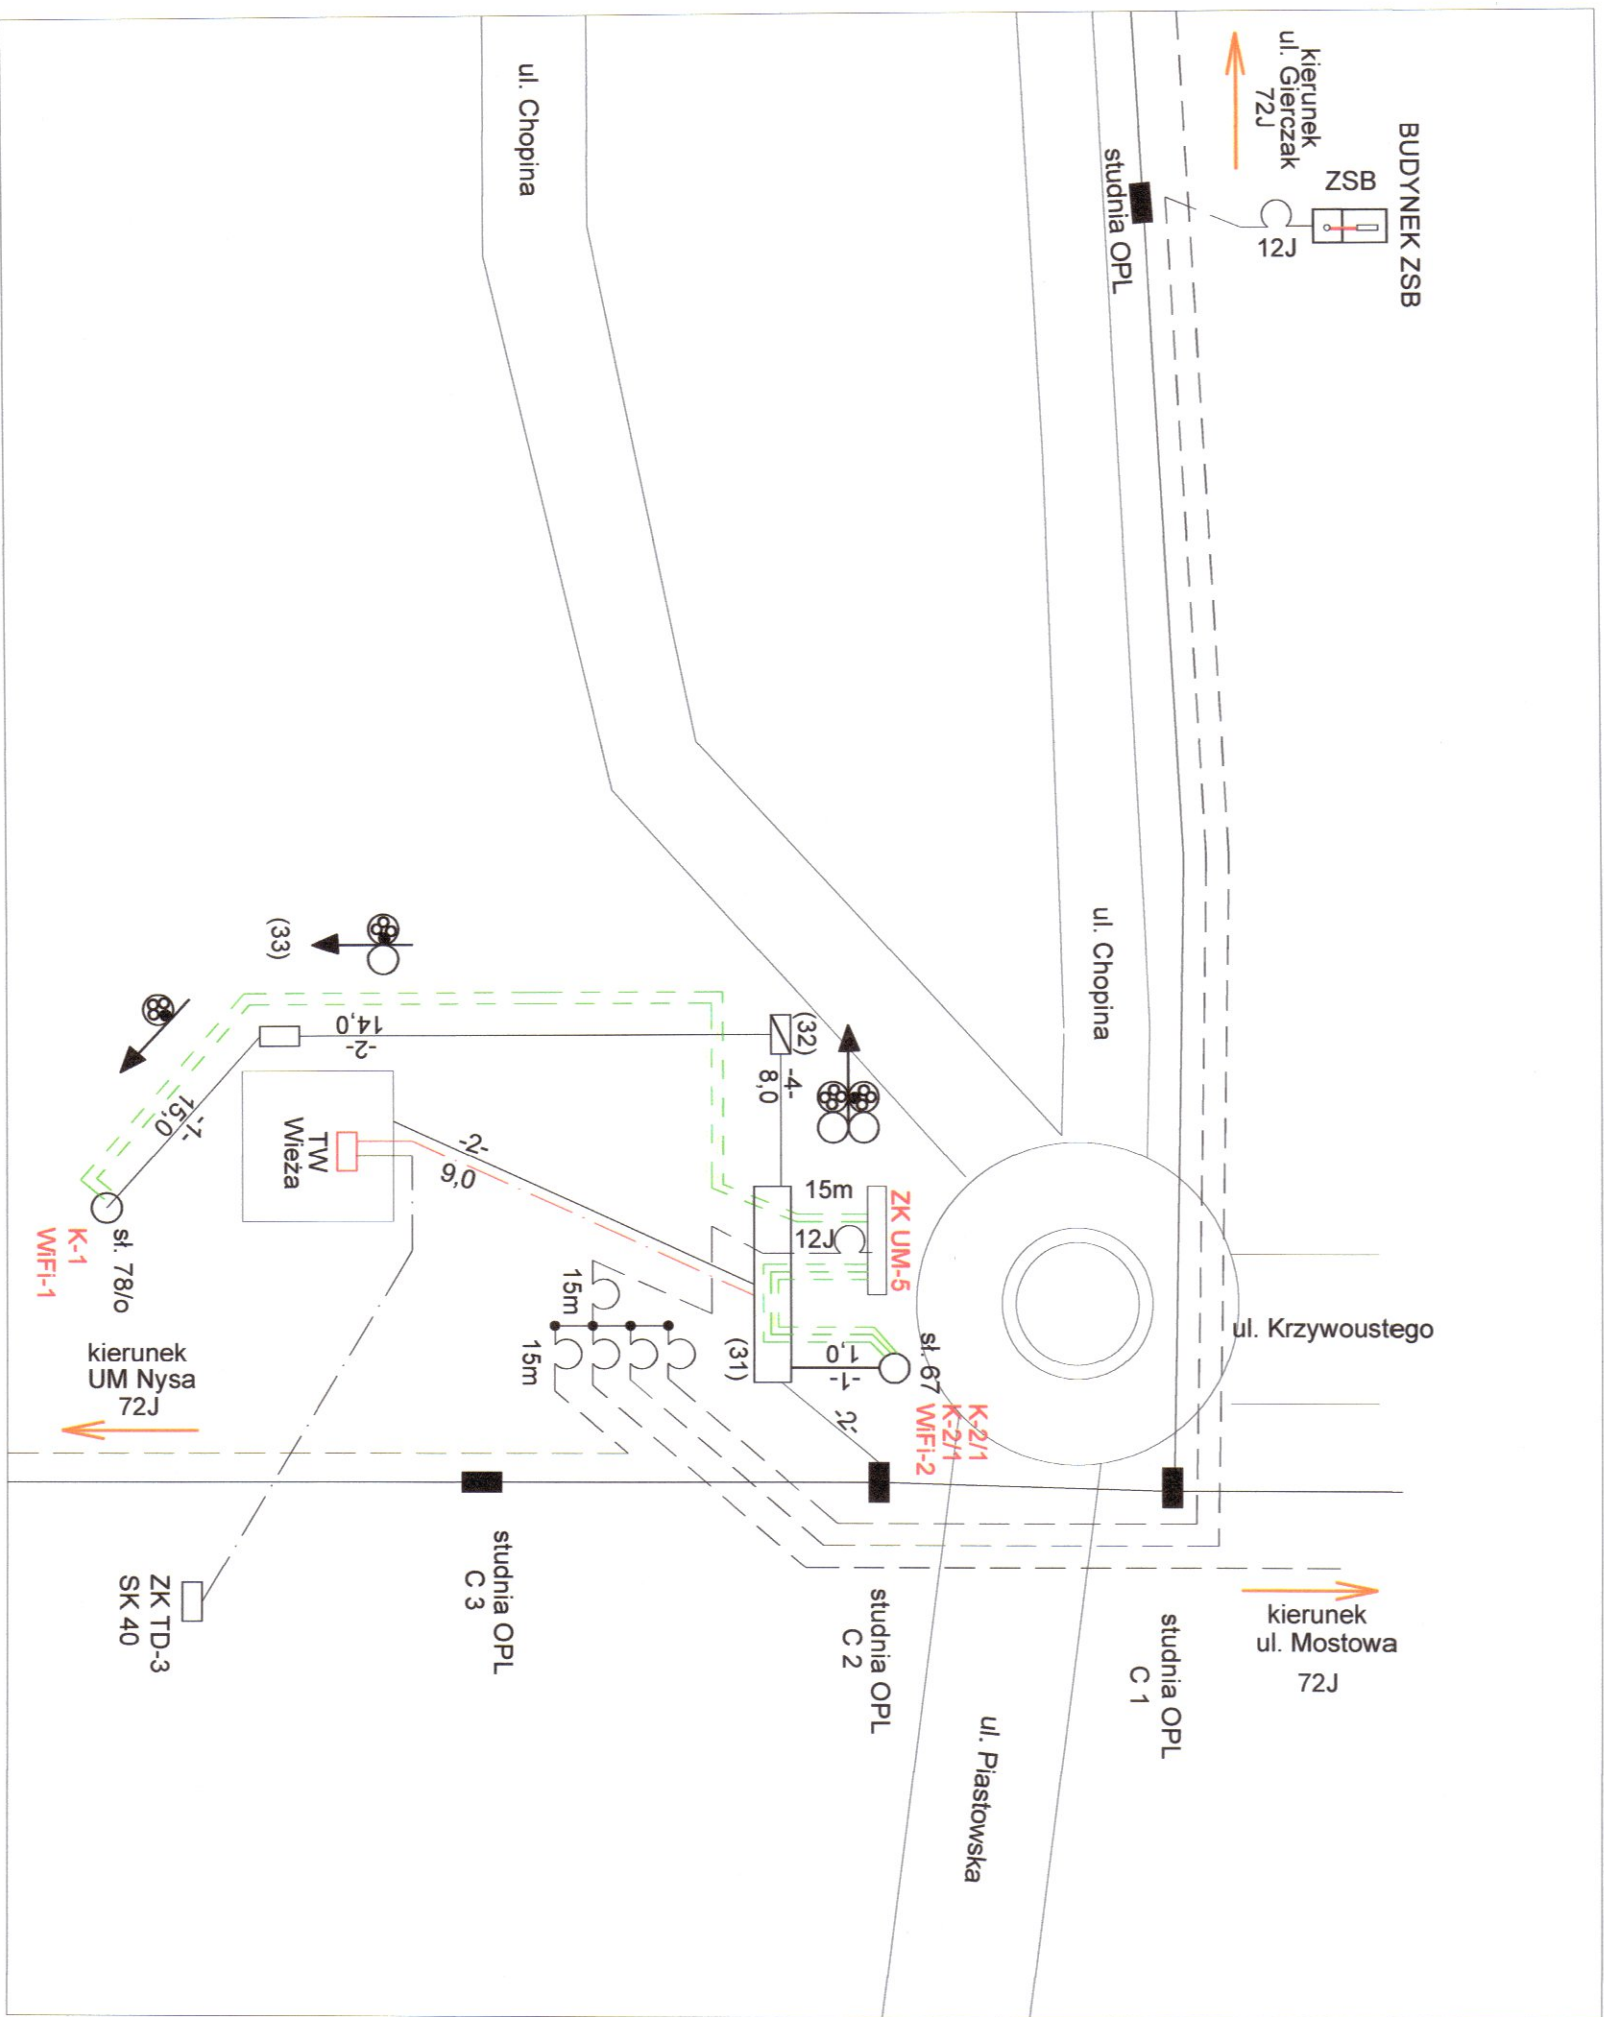 ul. Chopina
kierunek
ul. Gierczak
72J
BUDYNEK ZSB
ZSB
12J
studnia OPL
ul. Chopina
(33)
14,0
-2-
(32)
-4-
8,0
-1-
15,0
TW
Wieża
-2-
9,0
15m
12J
ZK UM-5
ul. Krzywoustego
sł. 78/o
K-1
WiFi-1
15m
15m
(31)
1,0
-1-
sł. 67
K-2/1
K-2/1
WiFi-2
-2-
kierunek
UM Nysa
72J
ZK TD-3
SK 40
studnia OPL
C 3
studnia OPL
C 2
studnia OPL
C 1
kierunek
ul. Mostowa
72J
ul. Piastowska